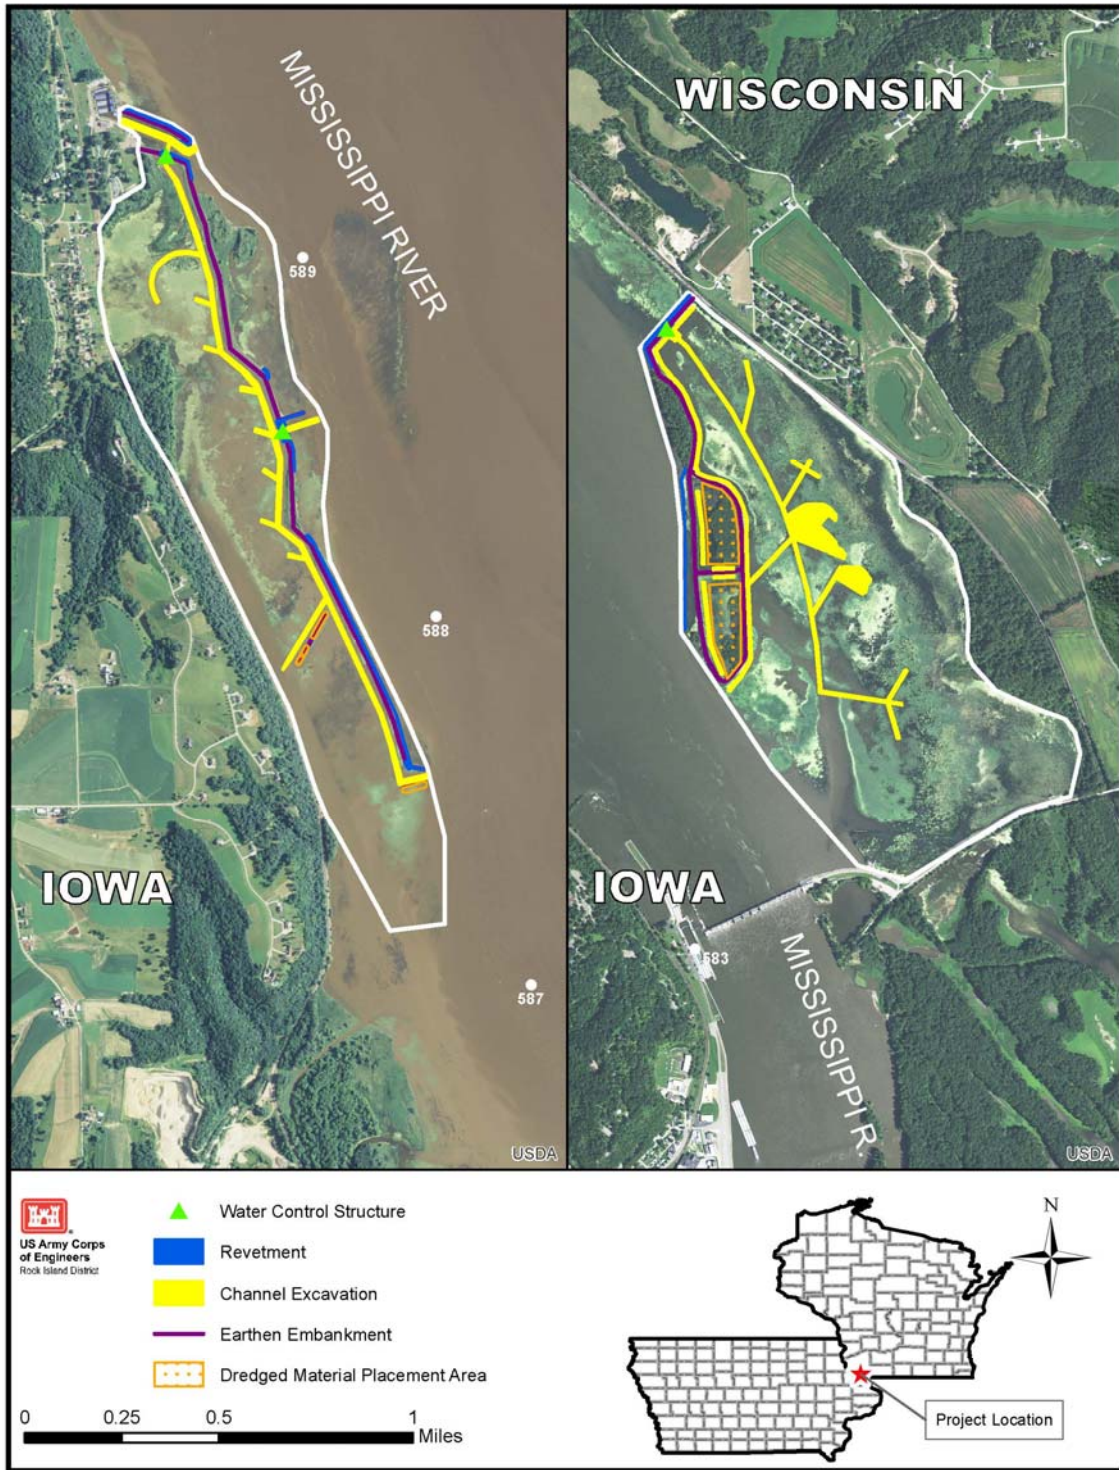 MISSISSIPPI RIVER
589
588
587
IOWA
USDA
WISCONSIN
IOWA
583
MISSISSIPPI R.
USDA
US Army Corps
of Engineers
Rock Island District
Water Control Structure
Revetment
Channel Excavation
Earthen Embankment
Dredged Material Placement Area
0 0.25 0.5 1
Miles
N
Project Location